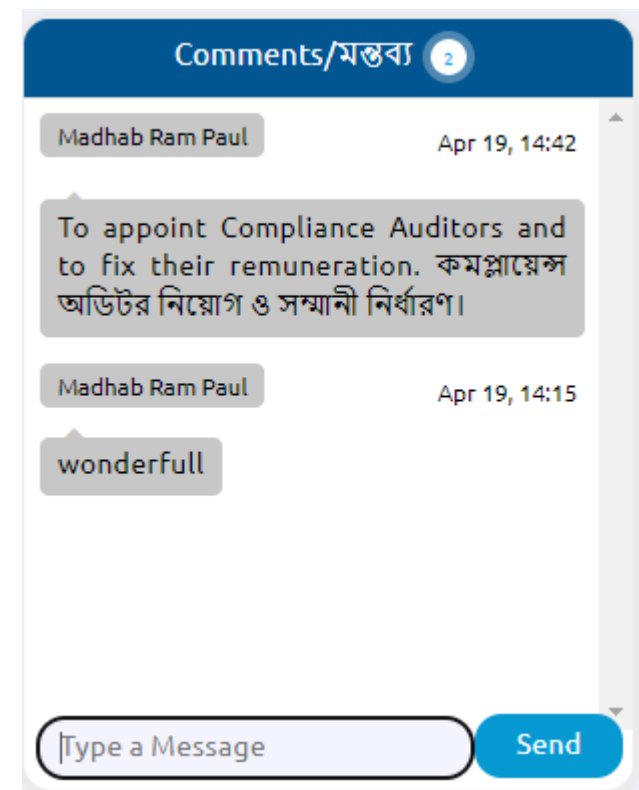 Comments/মন্তব্য 2
Madhab Ram Paul
Apr 19, 14:42
To appoint Compliance Auditors and
to fix their remuneration. কমপ্লায়েন্স
অডিটর নিয়োগ ও সম্মানী নির্ধারণ।
Madhab Ram Paul
Apr 19, 14:15
wonderfull
Type a Message
Send